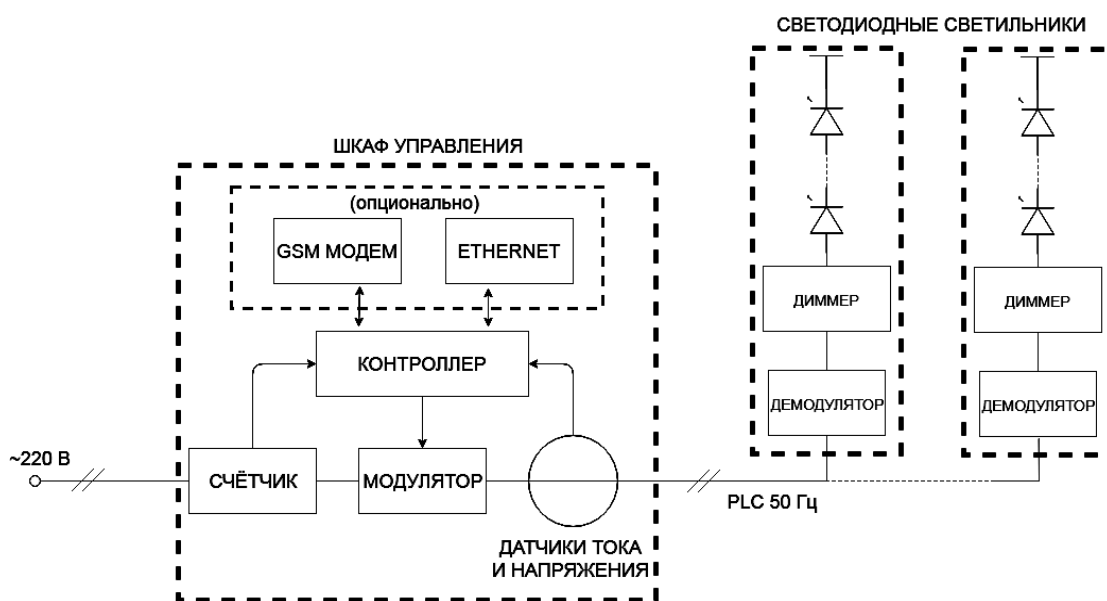 СВЕТОДИОДНЫЕ СВЕТИЛЬНИКИ
ШКАФ УПРАВЛЕНИЯ
(опционально)
GSM МОДЕМ
ETHERNET
КОНТРОЛЛЕР
ДИММЕР
ДИММЕР
ДЕМОДУЛЯТОР
ДЕМОДУЛЯТОР
~220 В
СЧЁТЧИК
МОДУЛЯТОР
PLC 50 Гц
ДАТЧИКИ ТОКА
И НАПРЯЖЕНИЯ